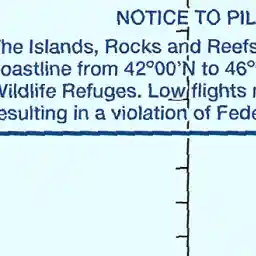 NOTICE TO PIL
he Islands, Rocks and Reefs
oastline from 42°00'N to 46°
Wildlife Refuges. Low flights
esulting in a violation of Fede